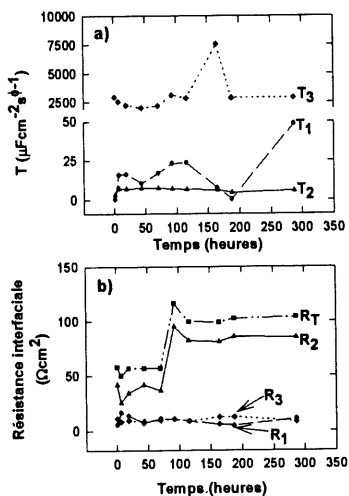 a)
10000
7500
5000
2500
50
25
0
T (µFcm⁻²sᶲ⁻¹)
T₃
T₁
T₂
0 50 100 150 200 250 300
Temps (heures)
b)
150
100
50
0
Résistance interfaciale
(Ωcm²)
R_T
R₂
R₃
R₁
0 50 100 150 200 250 300 350
Temps.(heures)